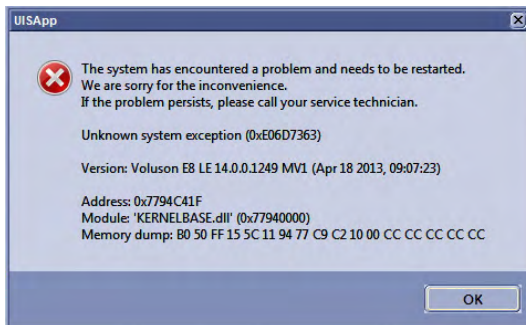 UISApp
The system has encountered a problem and needs to be restarted.
We are sorry for the inconvenience.
If the problem persists, please call your service technician.
Unknown system exception (0xE06D7363)
Version: Voluson E8 LE 14.0.0.1249 MV1 (Apr 18 2013, 09:07:23)
Address: 0x7794C41F
Module: 'KERNELBASE.dll' (0x77940000)
Memory dump: B0 50 FF 15 5C 11 94 77 C9 C2 10 00 CC CC CC CC CC
OK